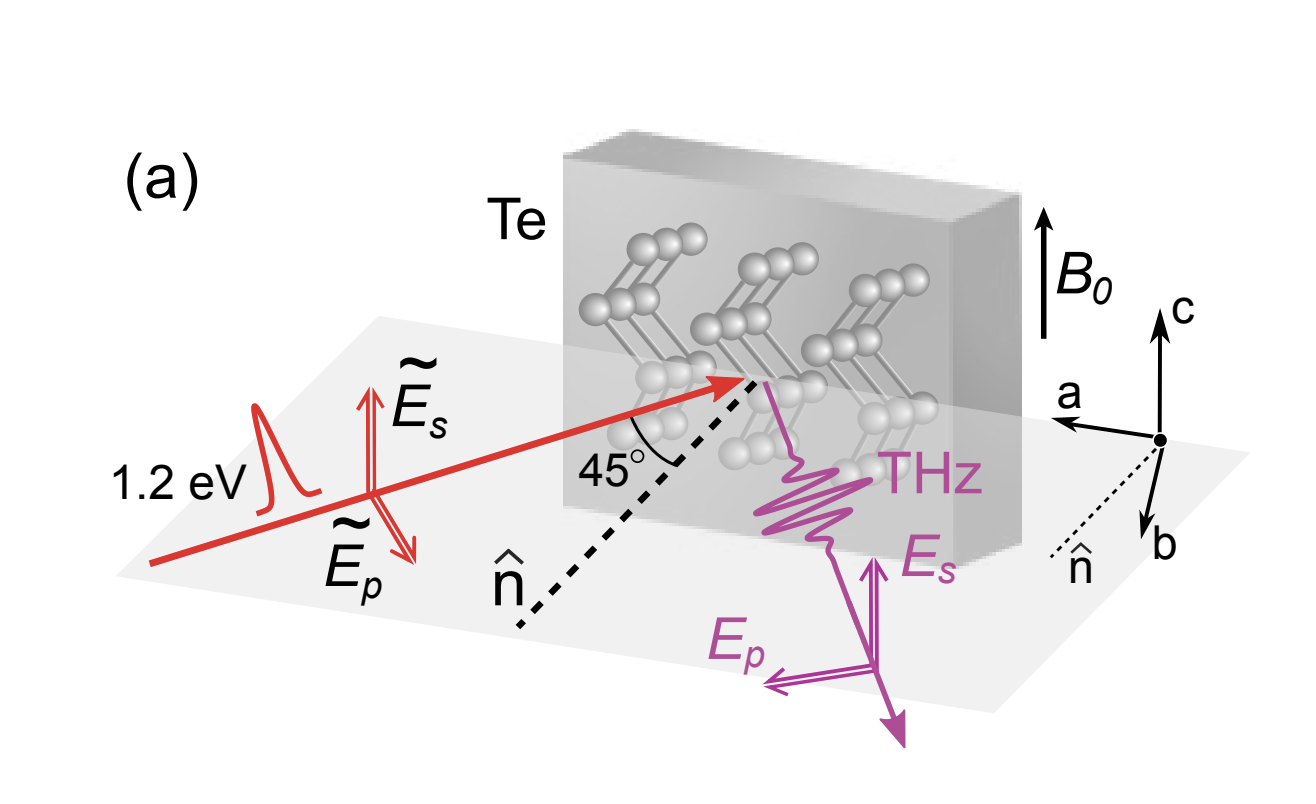 (a)
Te
B₀
c
Ẽₛ
a
1.2 eV
45°
THz
Ẽₚ
n̂
Eₛ
b
n̂
Eₚ